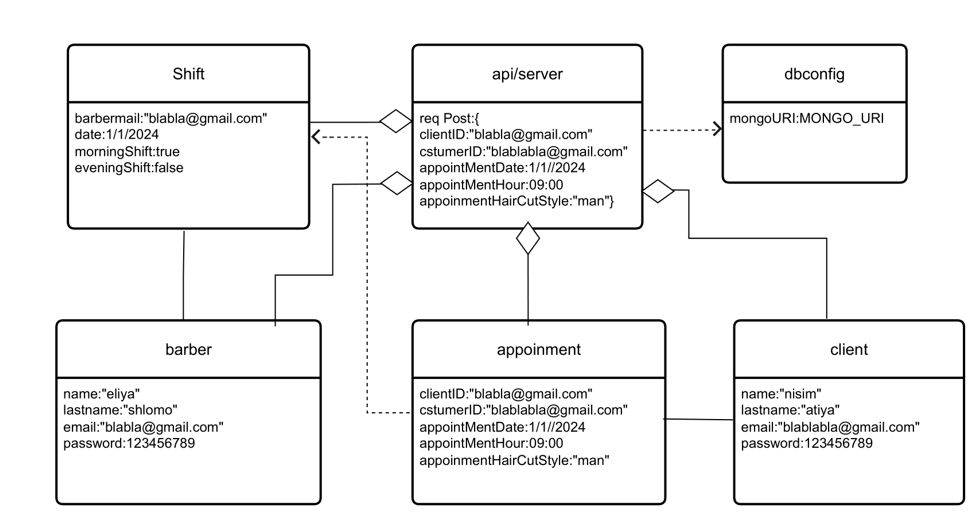 Shift
barbermail:"blabla@gmail.com"
date:1/1/2024
morningShift:true
eveningShift:false
api/server
req Post:{
clientID:"blabla@gmail.com"
cstumerID:"blablabla@gmail.com"
appointMentDate:1/1//2024
appointMentHour:09:00
appoinmentHairCutStyle:"man"}
dbconfig
mongoURI:MONGO_URI
barber
name:"eliya"
lastname:"shlomo"
email:"blabla@gmail.com"
password:123456789
appoinment
clientID:"blabla@gmail.com"
cstumerID:"blablabla@gmail.com"
appointMentDate:1/1//2024
appointMentHour:09:00
appoinmentHairCutStyle:"man"
client
name:"nisim"
lastname:"atiya"
email:"blablabla@gmail.com"
password:123456789